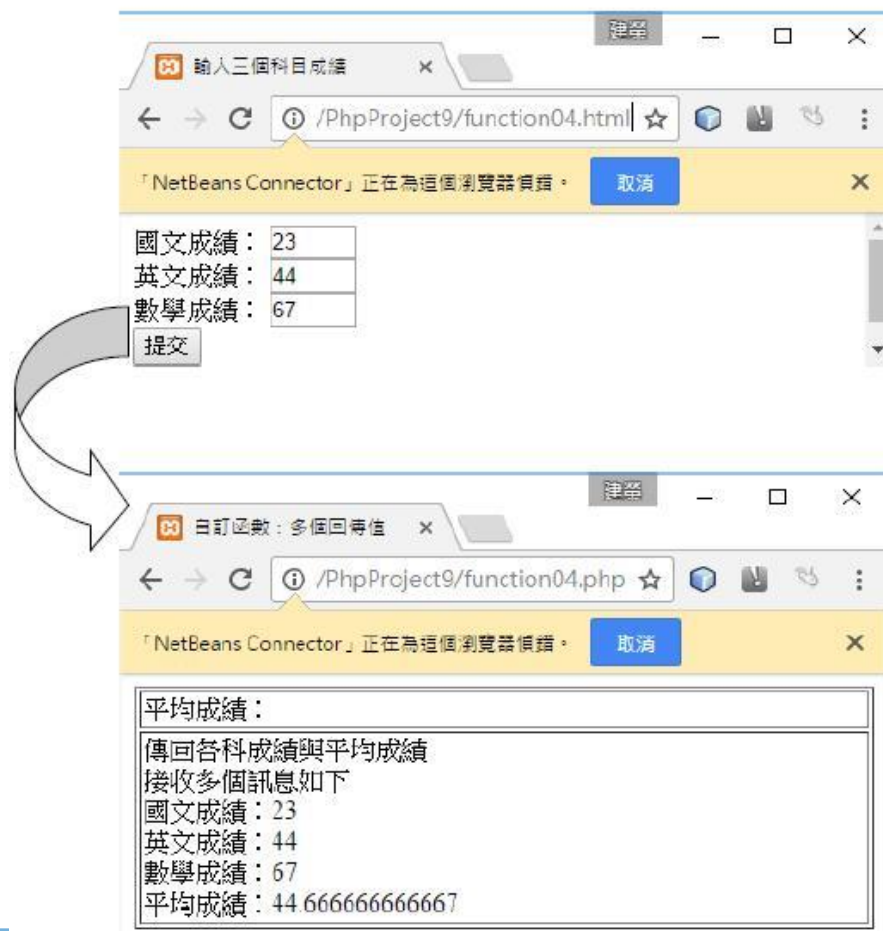 建榮
輸入三個科目成績
/PhpProject9/function04.html
「NetBeans Connector」正在為這個瀏覽器偵錯。 取消
國文成績： 23
英文成績： 44
數學成績： 67
提交
建榮
自訂函數：多個回傳值
/PhpProject9/function04.php
「NetBeans Connector」正在為這個瀏覽器偵錯。 取消
平均成績：
傳回各科成績與平均成績
接收多個訊息如下
國文成績：23
英文成績：44
數學成績：67
平均成績：44.666666666667